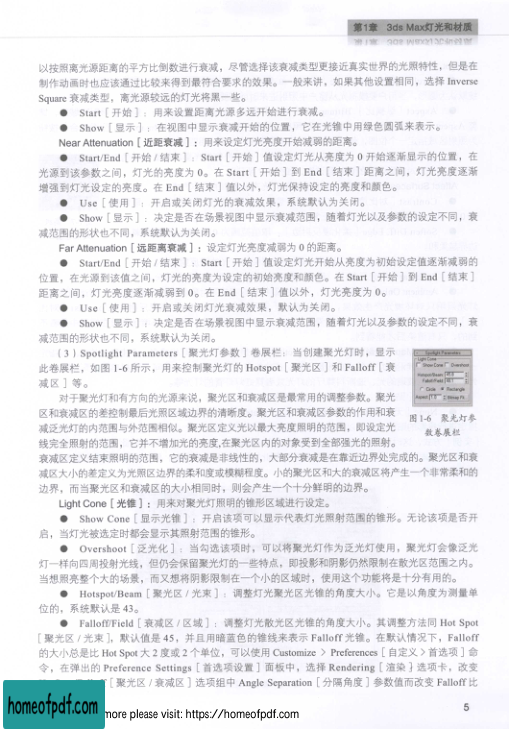 第1章 3ds Max灯光和材质
以按照离光源距离的平方比倒数进行衰减，尽管选择该衰减类型更接近真实世界的光照特性，但是在
制作动画时也应该通过比较来得到最符合要求的效果。一般来讲，如果其他设置相同，选择 Inverse
Square 衰减类型，离光源较远的灯光将黑一些。
● Start［开始］：用来设置距离光源多远开始进行衰减。
● Show［显示］：在视图中显示衰减开始的位置，它在光锥中用绿色圆弧来表示。
Near Attenuation［近距衰减］：用来设定灯光亮度开始减弱的距离。
● Start/End［开始 / 结束］：Start［开始］值设定灯光从亮度为 0 开始逐渐显示的位置，在
光源到该参数之间，灯光的亮度为 0。在 Start［开始］到 End［结束］距离之间，灯光亮度逐渐
增强到灯光设定的亮度。在 End［结束］值以外，灯光保持设定的亮度和颜色。
● Use［使用］：开启或关闭灯光的衰减效果，系统默认为关闭。
● Show［显示］：决定是否在场景视图中显示衰减范围，随着灯光以及参数的设定不同，衰
减范围的形状也不同，系统默认为关闭。
Far Attenuation［远距离衰减］：设定灯光亮度减弱为 0 的距离。
● Start/End［开始 / 结束］：Start［开始］值设定灯光开始从亮度为初始设定值逐渐减弱的
位置，在光源到该值之间，灯光的亮度为设定的初始亮度和颜色。在 Start［开始］到 End［结束］
距离之间，灯光亮度逐渐减弱到 0。在 End［结束］值以外，灯光亮度为 0。
● Use［使用］：开启或关闭灯光衰减效果，默认为关闭。
● Show［显示］：决定是否在场景视图中显示衰减范围，随着灯光以及参数的设定不同，衰
减范围的形状也不同，系统默认为关闭。
（3）Spotlight Parameters［聚光灯参数］卷展栏：当创建聚光灯时，显示
此卷展栏，如图 1-6 所示，用来控制聚光灯的 Hotspot［聚光区］和 Falloff［衰
减区］等。
对于聚光灯和有方向的光源来说，聚光区和衰减区是最常用的调整参数。聚光
区和衰减区的差控制最后光照区域边界的清晰度。聚光区和衰减区参数的作用和衰
减泛光灯的内范围与外范围相似。聚光区定义光以最大亮度照明的范围，即设定光
线完全照射的范围，它并不增加光的亮度,在聚光区内的对象受到全部强光的照射。
Spotlight Parameters
Light Cone
Show Cone Overshoot
Hotspot/Beam
Falloff/Field
Circle Rectangle
Aspect Bitmap Fit
图1-6 聚光灯参
数卷展栏
衰减区定义结束照明的范围，它的衰减是非线性的，大部分衰减是在靠近边界处完成的。聚光区和衰
减区大小的差定义为光照区边界的柔和度或模糊程度。小的聚光区和大的衰减区将产生一个非常柔和的
边界，而当聚光区和衰减区的大小相同时，则会产生一个十分鲜明的边界。
Light Cone［光锥］：用来对聚光灯照明的锥形区域进行设定。
● Show Cone［显示光锥］：开启该项可以显示代表灯光照射范围的锥形。无论该项是否开
启，当灯光被选定时都会显示其照射范围的锥形。
● Overshoot［泛光化］：当勾选该项时，可以将聚光灯作为泛光灯使用，聚光灯会像泛光
灯一样向四周投射光线，但仍会保留聚光灯的一些特点，即投影和阴影仍然限制在散光区范围之内。
当想照亮整个大的场景，而又想将阴影限制在一个小的区域时，使用这个功能将是十分有用的。
● Hotspot/Beam［聚光区 / 光束］：调整灯光聚光区光锥的角度大小。它是以角度为测量单
位的，系统默认是 43。
● Falloff/Field［衰减区 / 区域］：调整灯光散光区光锥的角度大小。其调整方法同 Hot Spot
［聚光区 / 光束］。默认值是 45，并且用暗蓝色的锥线来表示 Falloff 光锥。在默认情况下，Falloff
的大小总是比 Hot Spot 大 2 度或 2 个单位，可以使用 Customize > Preferences［自定义 > 首选项］命
令，在弹出的 Preference Settings［首选项设置］面板中，选择 Rendering［渲染］选项卡，改变
［聚光区 / 衰减区］选项组中 Angle Separation［分隔角度］参数值而改变 Falloff 比
homeofpdf.com
more please visit: https://homeofpdf.com
5